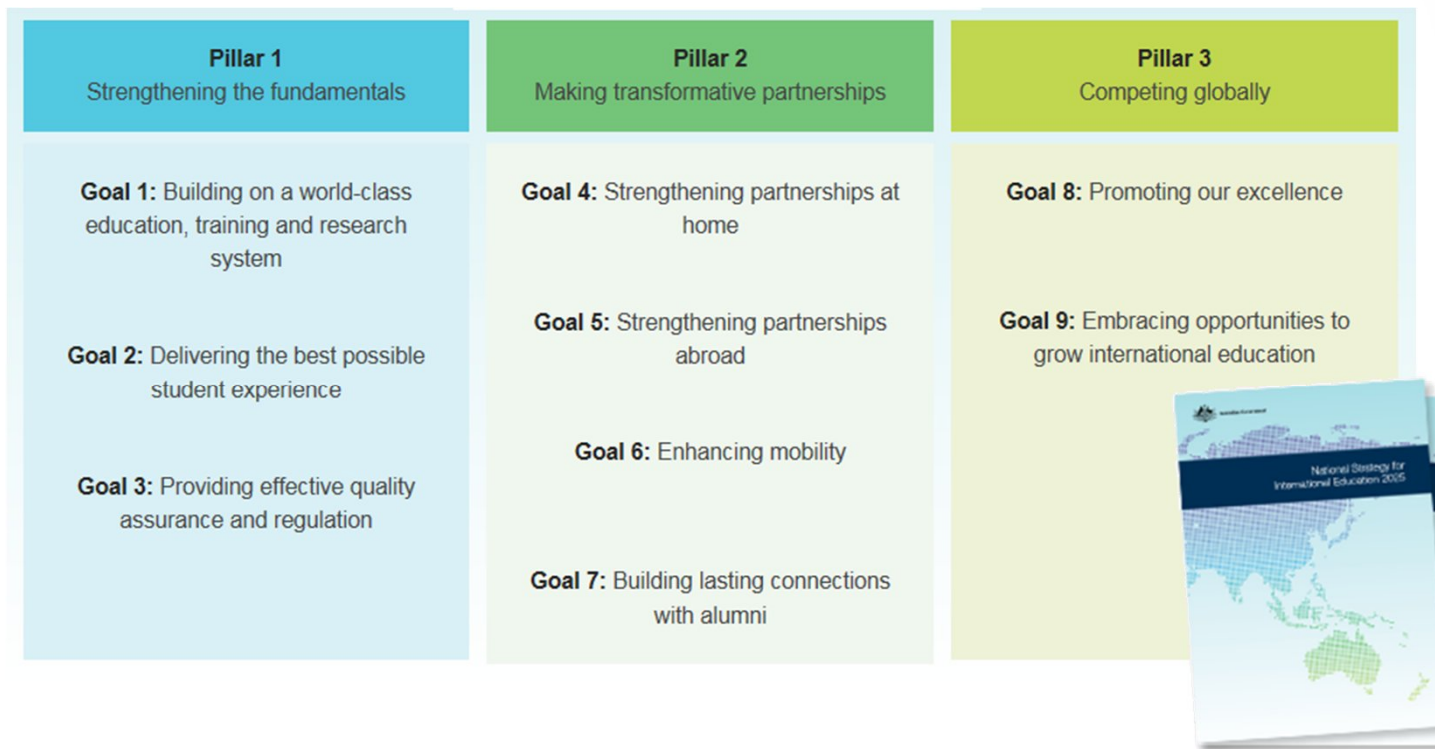 Pillar 1
Strengthening the fundamentals
Goal 1: Building on a world-class
education, training and research
system
Goal 2: Delivering the best possible
student experience
Goal 3: Providing effective quality
assurance and regulation
Pillar 2
Making transformative partnerships
Goal 4: Strengthening partnerships at
home
Goal 5: Strengthening partnerships
abroad
Goal 6: Enhancing mobility
Goal 7: Building lasting connections
with alumni
Pillar 3
Competing globally
Goal 8: Promoting our excellence
Goal 9: Embracing opportunities to
grow international education
Australian Government
National Strategy for
International Education 2025